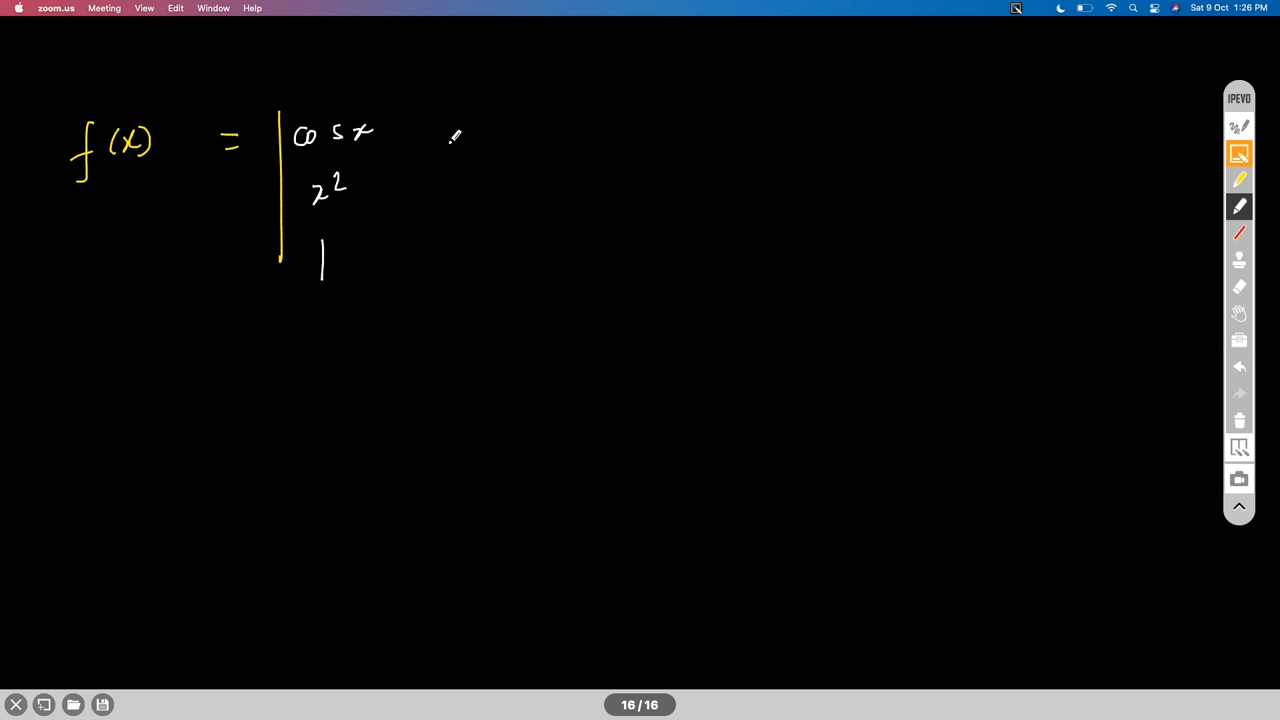 zoom.us Meeting View Edit Window Help Sat 9 Oct 1:26 PM
IPEVO
f(x) = | cos x
x²
1
16/16